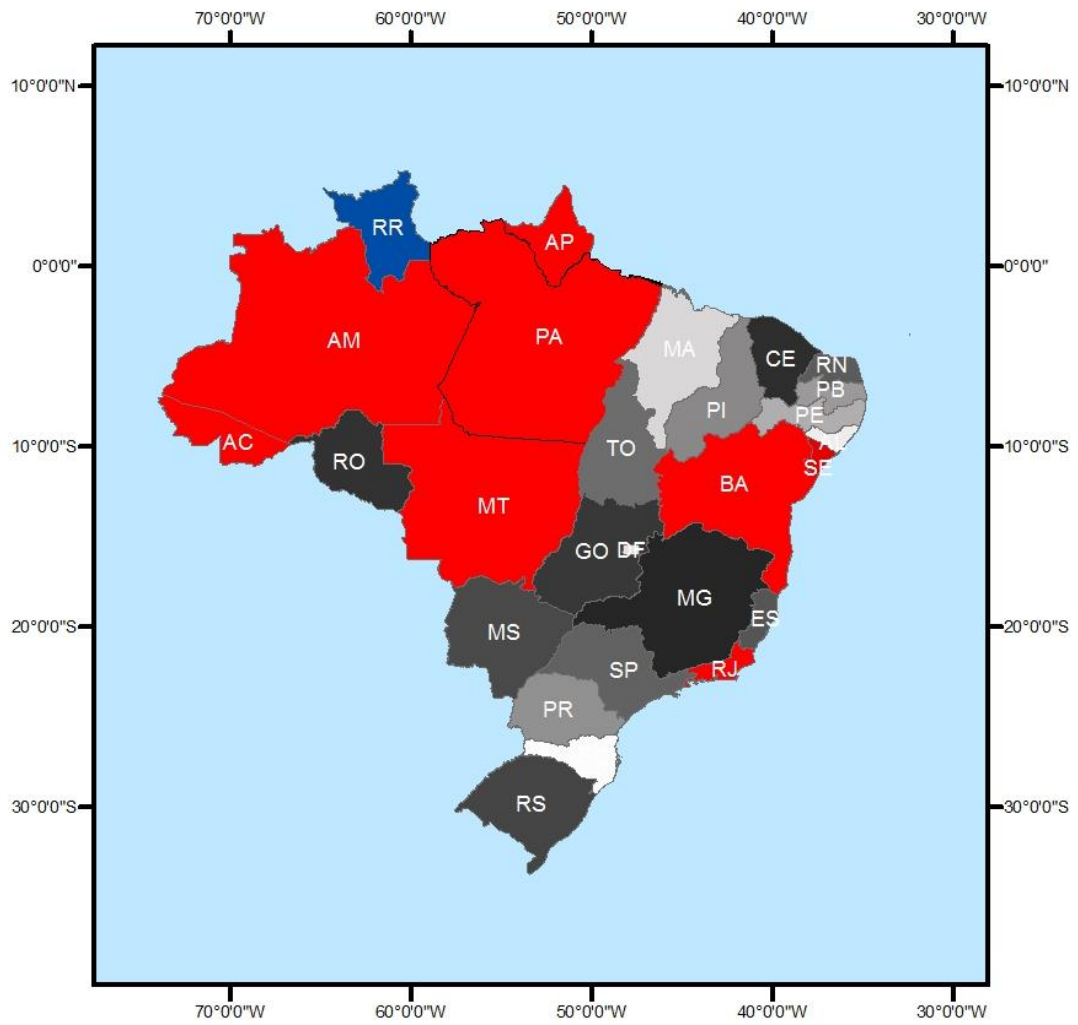 70°0'0"W 60°0'0"W 50°0'0"W 40°0'0"W 30°0'0"W
10°0'0"N 10°0'0"N
RR
AP
0°0'0" 0°0'0"
AM PA MA CE RN
PB
PI PE
AC RO TO AL
10°0'0"S 10°0'0"S
BA SE
MT
GO DF
MG
ES
20°0'0"S MS 20°0'0"S
SP RJ
PR
RS
30°0'0"S 30°0'0"S
70°0'0"W 60°0'0"W 50°0'0"W 40°0'0"W 30°0'0"W